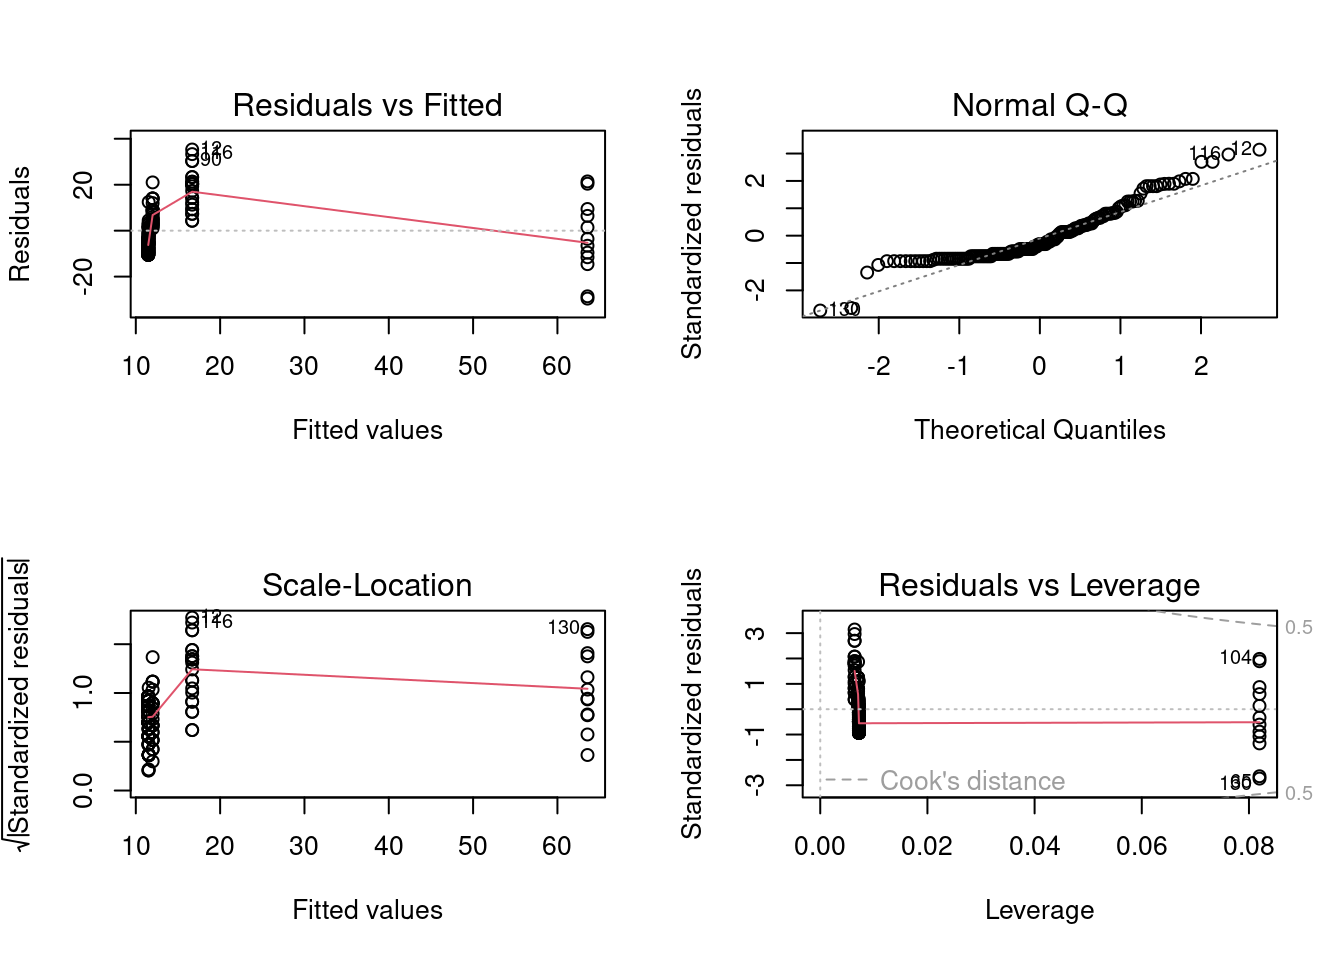 Residuals vs Fitted
Residuals
20
-20
12
116
90
10 20 30 40 50 60
Fitted values
Normal Q-Q
Standardized residuals
2
0
-2
116 12
130
-2 -1 0 1 2
Theoretical Quantiles
Scale-Location
√|Standardized residuals|
1.0
0.0
12
116
130
10 20 30 40 50 60
Fitted values
Residuals vs Leverage
Standardized residuals
3
1
-1
-3
0.5
104
Cook's distance
130
0.5
0.00 0.02 0.04 0.06 0.08
Leverage